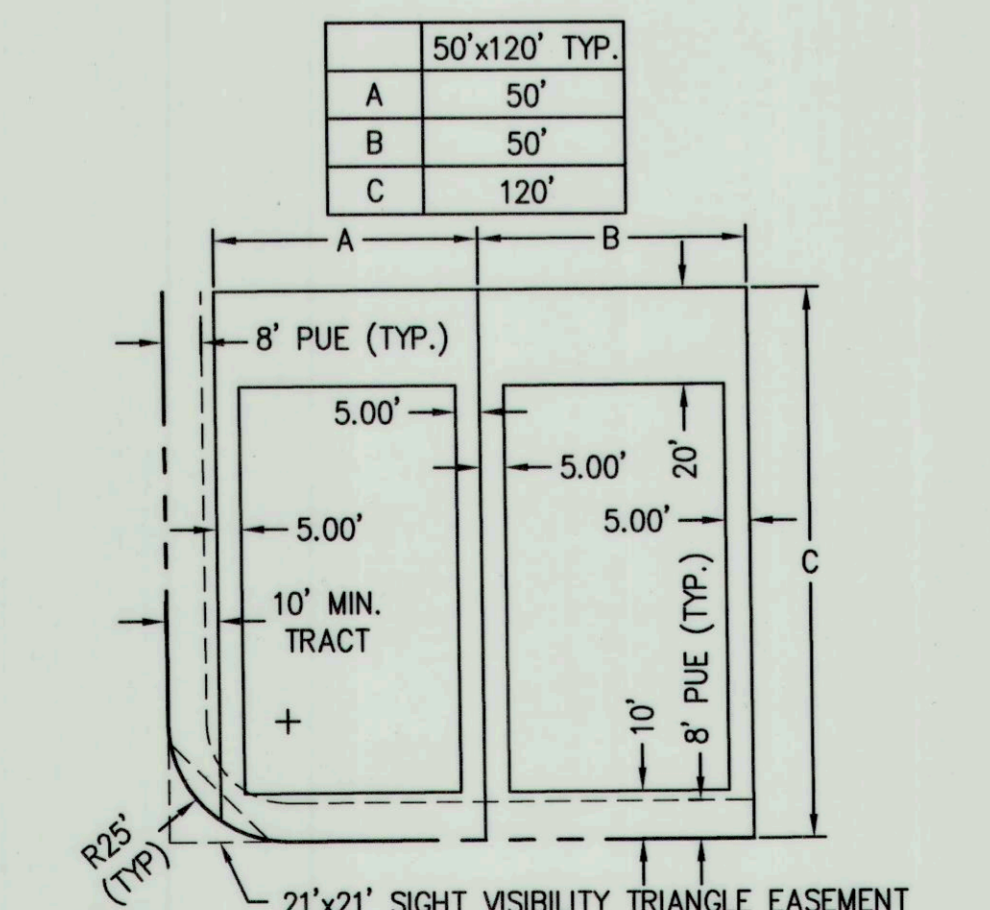 50'x120' TYP.
A 50'
B 50'
C 120'
A B
8' PUE (TYP.)
5.00'
5.00'
20'
5.00'
5.00'
C
10' MIN.
TRACT
8' PUE (TYP.)
10'
R25'
(TYP)
21'x21' SIGHT VISIBILITY TRIANGLE EASEMENT